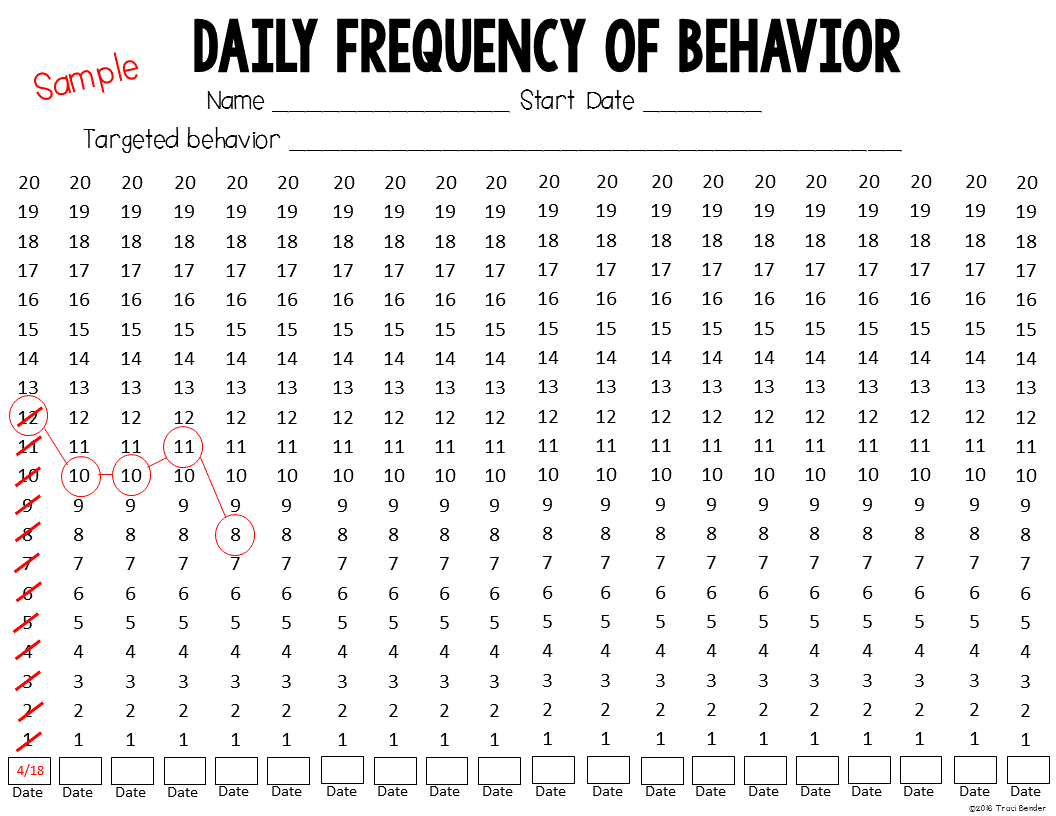 DAILY FREQUENCY OF BEHAVIOR
Sample
Name _________________ Start Date ________
Targeted behavior ____________________________________
20 20 20 20 20 20 20 20 20 20 20 20 20 20 20 20 20 20 20 20
19 19 19 19 19 19 19 19 19 19 19 19 19 19 19 19 19 19 19 19
18 18 18 18 18 18 18 18 18 18 18 18 18 18 18 18 18 18 18 18
17 17 17 17 17 17 17 17 17 17 17 17 17 17 17 17 17 17 17 17
16 16 16 16 16 16 16 16 16 16 16 16 16 16 16 16 16 16 16 16
15 15 15 15 15 15 15 15 15 15 15 15 15 15 15 15 15 15 15 15
14 14 14 14 14 14 14 14 14 14 14 14 14 14 14 14 14 14 14 14
13 13 13 13 13 13 13 13 13 13 13 13 13 13 13 13 13 13 13 13
12 12 12 12 12 12 12 12 12 12 12 12 12 12 12 12 12 12 12 12
11 11 11 11 11 11 11 11 11 11 11 11 11 11 11 11 11 11 11 11
10 10 10 10 10 10 10 10 10 10 10 10 10 10 10 10 10 10 10 10
9 9 9 9 9 9 9 9 9 9 9 9 9 9 9 9 9 9 9 9
8 8 8 8 8 8 8 8 8 8 8 8 8 8 8 8 8 8 8 8
7 7 7 7 7 7 7 7 7 7 7 7 7 7 7 7 7 7 7 7
6 6 6 6 6 6 6 6 6 6 6 6 6 6 6 6 6 6 6 6
5 5 5 5 5 5 5 5 5 5 5 5 5 5 5 5 5 5 5 5
4 4 4 4 4 4 4 4 4 4 4 4 4 4 4 4 4 4 4 4
3 3 3 3 3 3 3 3 3 3 3 3 3 3 3 3 3 3 3 3
2 2 2 2 2 2 2 2 2 2 2 2 2 2 2 2 2 2 2 2
1 1 1 1 1 1 1 1 1 1 1 1 1 1 1 1 1 1 1 1
4/18
Date Date Date Date Date Date Date Date Date Date Date Date Date Date Date Date Date Date Date Date
©2016 Traci Bender